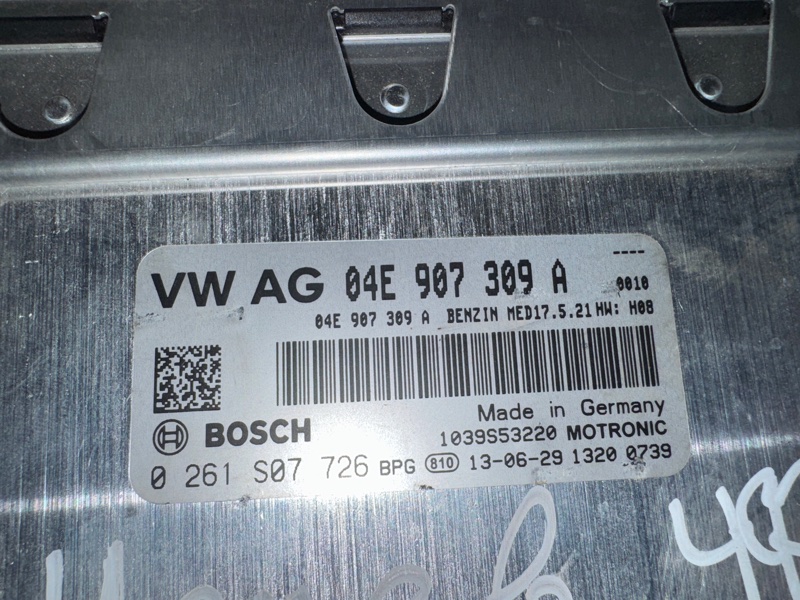 ----
VW AG 04E 907 309 A 0010
04E 907 309 A BENZIN MED17.5.21 HW: H08
Made in Germany
BOSCH 1039S53220 MOTRONIC
0 261 S07 726 BPG 810 13-06-29 1320 0739